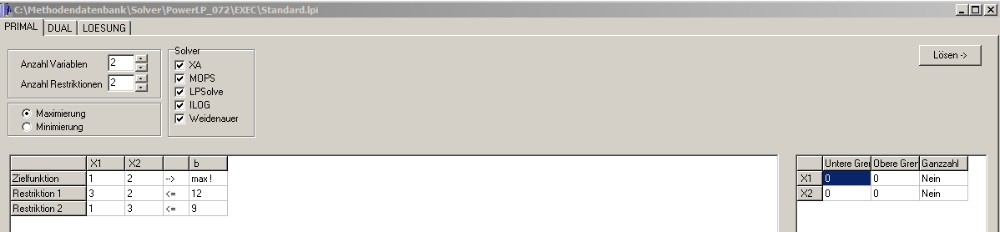 C:\Methodendatenbank\Solver\PowerLP_072\EXEC\Standard.lpi
PRIMAL DUAL LOESUNG
Anzahl Variablen 2
Anzahl Restriktionen 2
Maximierung
Minimierung
Solver
XA
MOPS
LPSolve
ILOG
Weidenauer
Lösen ->
X1 X2 b
Zielfunktion 1 2 --> max !
Restriktion 1 3 2 <= 12
Restriktion 2 1 3 <= 9
Untere Grei Obere Gren Ganzzahl
X1 0 0 Nein
X2 0 0 Nein